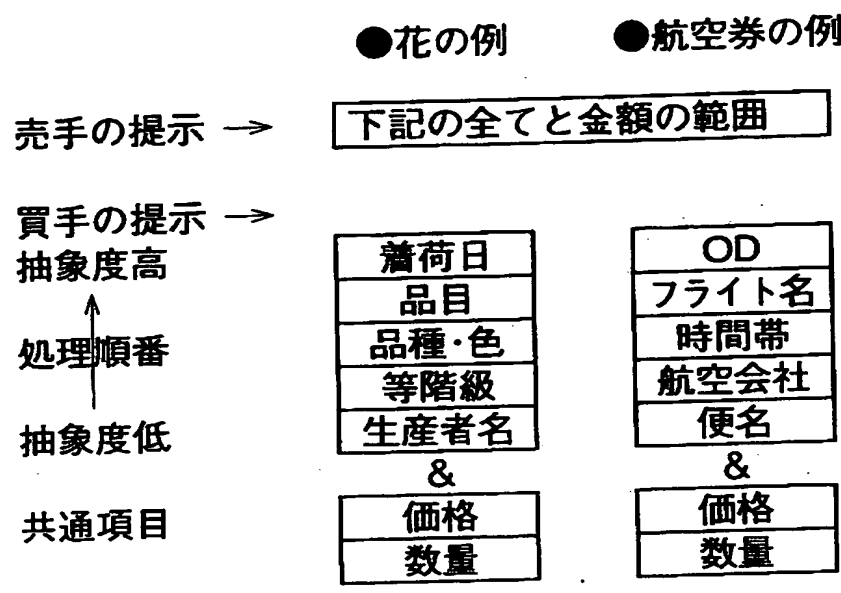 ●花の例 ●航空券の例
売手の提示 → 下記の全てと金額の範囲
買手の提示 →
抽象度高 着荷日 OD
品目 フライト名
処理順番 品種・色 時間帯
等階級 航空会社
抽象度低 生産者名 便名
& &
共通項目 価格 価格
数量 数量